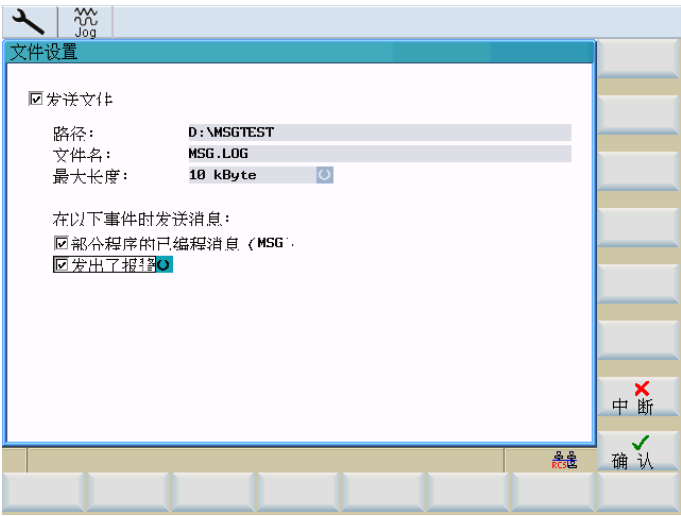 Jog
文件设置
发送文件
路径: D:\MSGTEST
文件名: MSG.LOG
最大长度: 10 kByte
在以下事件时发送消息:
部分程序的已编程消息 (MSG
发出了报警
中断
RCS
确认